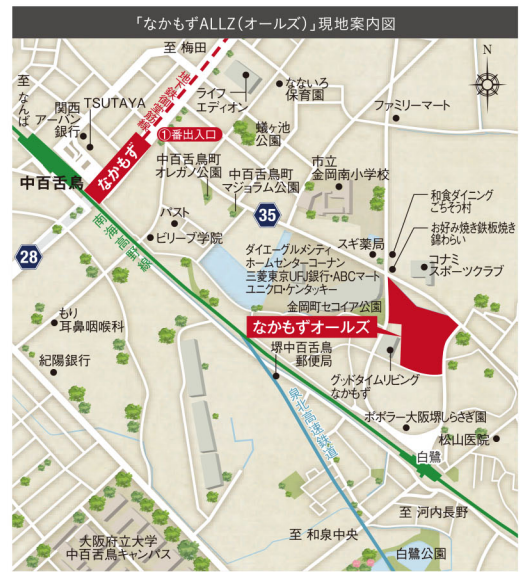 「なかもずALLZ(オールズ)」現地案内図
至 梅田
N
至 なんば
関西
アーバン
銀行
TSUTAYA
地下鉄御堂筋線
ライフ
エディオン
なないろ
保育園
ファミリーマート
①番出入口
蟻ヶ池
公園
中百舌鳥
なかもず
中百舌鳥町
オレガノ公園
中百舌鳥町
マジョラム公園
市立
金岡南小学校
和食ダイニング
ごちそう村
35
パスト
ビリーブ学院
南海高野線
お好み焼き鉄板焼き
錦わらい
スギ薬局
28
ダイエーグルメシティ
ホームセンターコーナン
三菱東京UFJ銀行・ABCマート
ユニクロ・ケンタッキー
コナミ
スポーツクラブ
金岡町セコイア公園
なかもずオールズ
もり
耳鼻咽喉科
堺中百舌鳥
郵便局
紀陽銀行
グッドタイムリビング
なかもず
泉北高速鉄道
ポポラー大阪堺しらさぎ園
松山医院
白鷺
至 河内長野
至 和泉中央
大阪府立大学
中百舌鳥キャンパス
白鷺公園